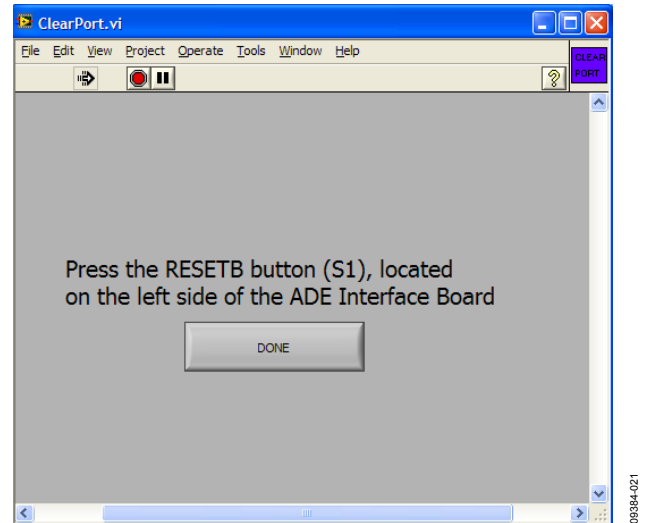 ClearPort.vi
File Edit View Project Operate Tools Window Help
CLEAR
PORT
?
Press the RESETB button (S1), located
on the left side of the ADE Interface Board
DONE
09384-021